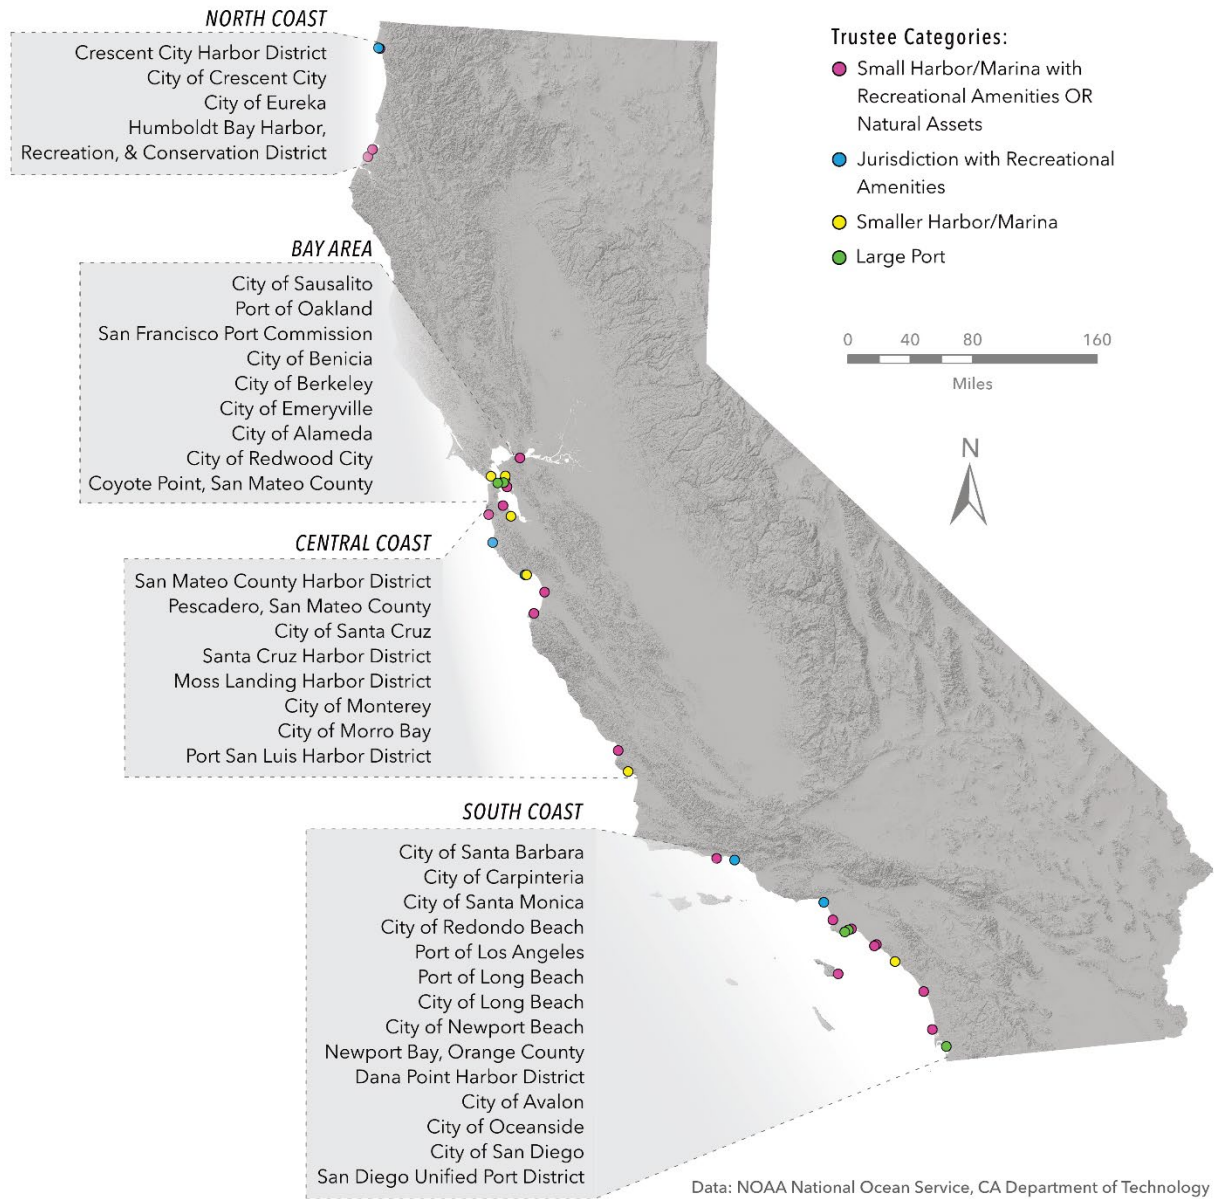 NORTH COAST
Crescent City Harbor District
City of Crescent City
City of Eureka
Humboldt Bay Harbor,
Recreation, & Conservation District
BAY AREA
City of Sausalito
Port of Oakland
San Francisco Port Commission
City of Benicia
City of Berkeley
City of Emeryville
City of Alameda
City of Redwood City
Coyote Point, San Mateo County
CENTRAL COAST
San Mateo County Harbor District
Pescadero, San Mateo County
City of Santa Cruz
Santa Cruz Harbor District
Moss Landing Harbor District
City of Monterey
City of Morro Bay
Port San Luis Harbor District
SOUTH COAST
City of Santa Barbara
City of Carpinteria
City of Santa Monica
City of Redondo Beach
Port of Los Angeles
Port of Long Beach
City of Long Beach
City of Newport Beach
Newport Bay, Orange County
Dana Point Harbor District
City of Avalon
City of Oceanside
City of San Diego
San Diego Unified Port District
Trustee Categories:
Small Harbor/Marina with
Recreational Amenities OR
Natural Assets
Jurisdiction with Recreational
Amenities
Smaller Harbor/Marina
Large Port
0 40 80 160
Miles
N
Data: NOAA National Ocean Service, CA Department of Technology